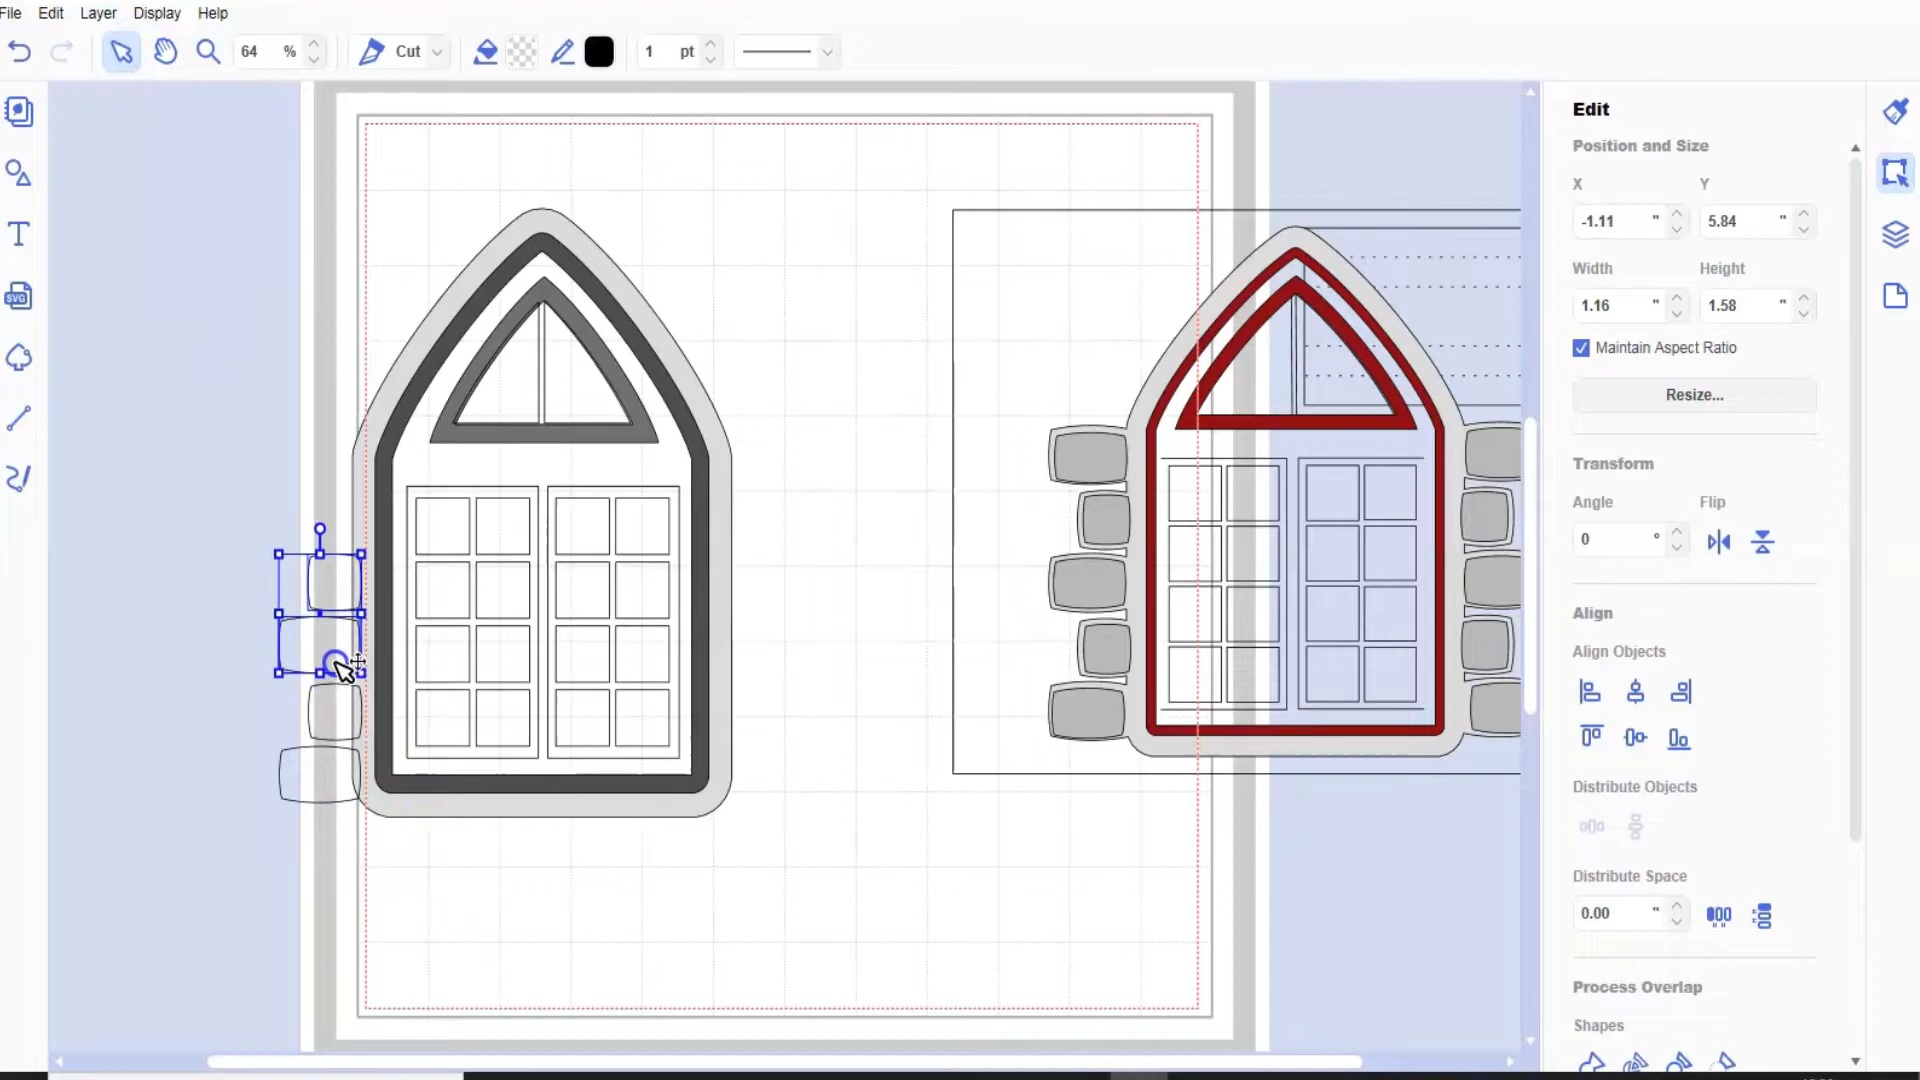 File Edit Layer Display Help
64 % Cut 1 pt
Edit
Position and Size
X Y
-1.11 " 5.84 "
Width Height
1.16 " 1.58 "
Maintain Aspect Ratio
Resize...
Transform
Angle Flip
0 °
Align
Align Objects
Distribute Objects
Distribute Space
0.00 "
Process Overlap
Shapes
T
SVG